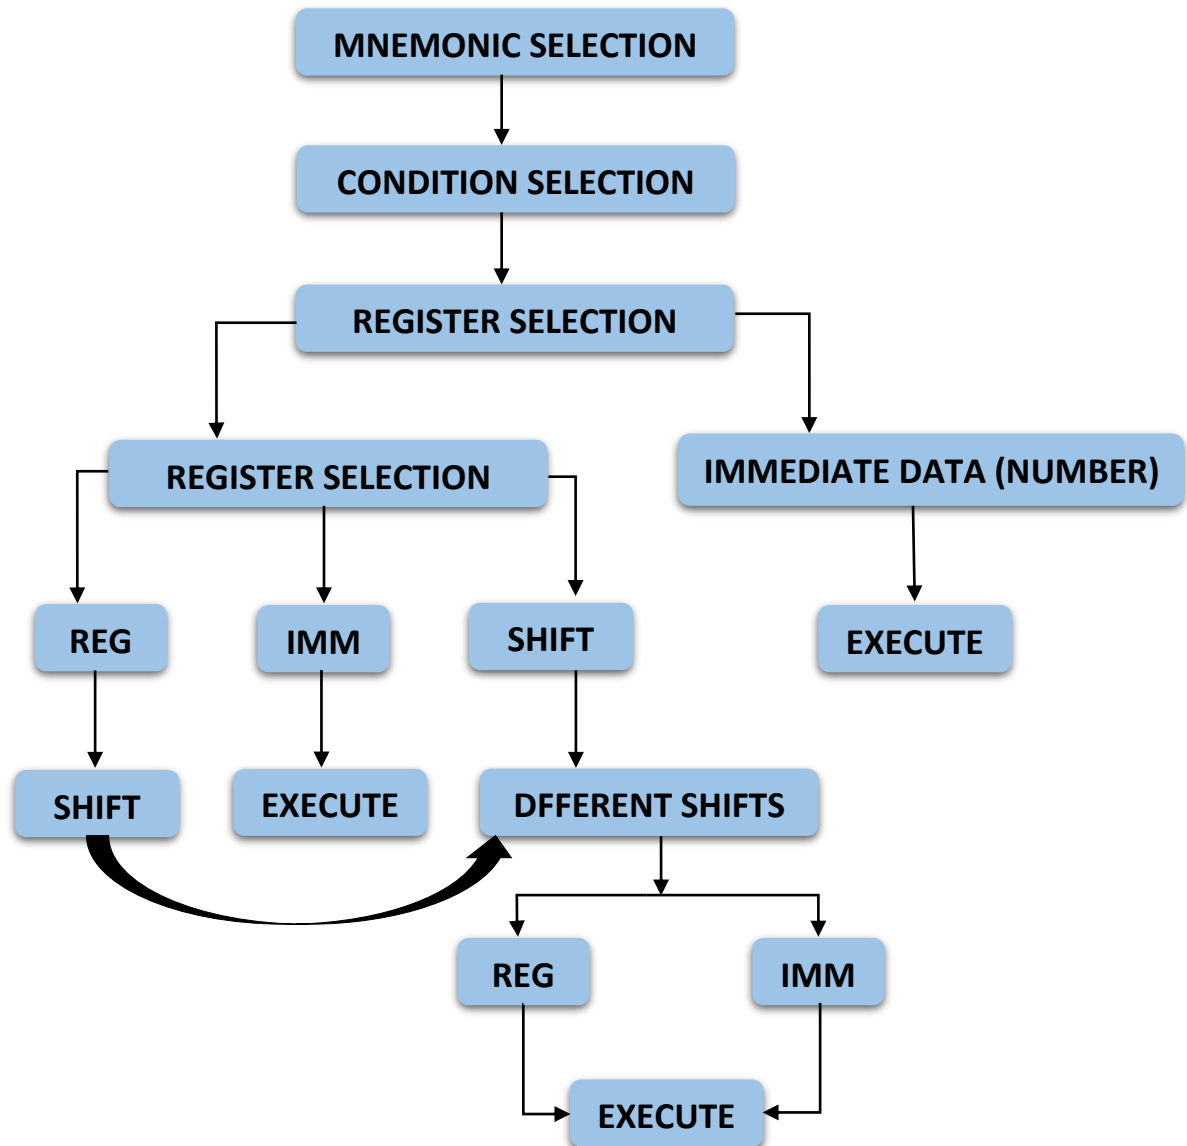 MNEMONIC SELECTION
CONDITION SELECTION
REGISTER SELECTION
REGISTER SELECTION
IMMEDIATE DATA (NUMBER)
REG
IMM
SHIFT
EXECUTE
SHIFT
EXECUTE
DFFERENT SHIFTS
REG
IMM
EXECUTE